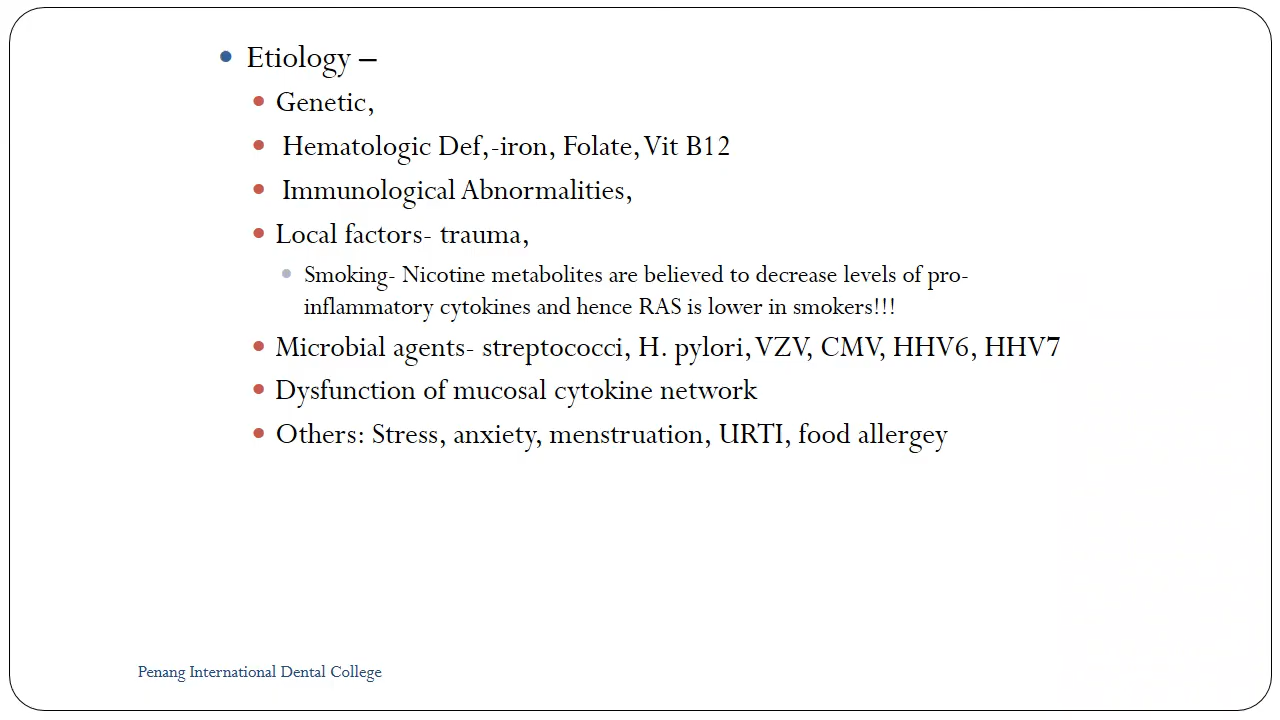 Etiology –
Genetic,
Hematologic Def,-iron, Folate, Vit B12
Immunological Abnormalities,
Local factors- trauma,
Smoking- Nicotine metabolites are believed to decrease levels of pro-
inflammatory cytokines and hence RAS is lower in smokers!!!
Microbial agents- streptococci, H. pylori, VZV, CMV, HHV6, HHV7
Dysfunction of mucosal cytokine network
Others: Stress, anxiety, menstruation, URTI, food allergey
Penang International Dental College